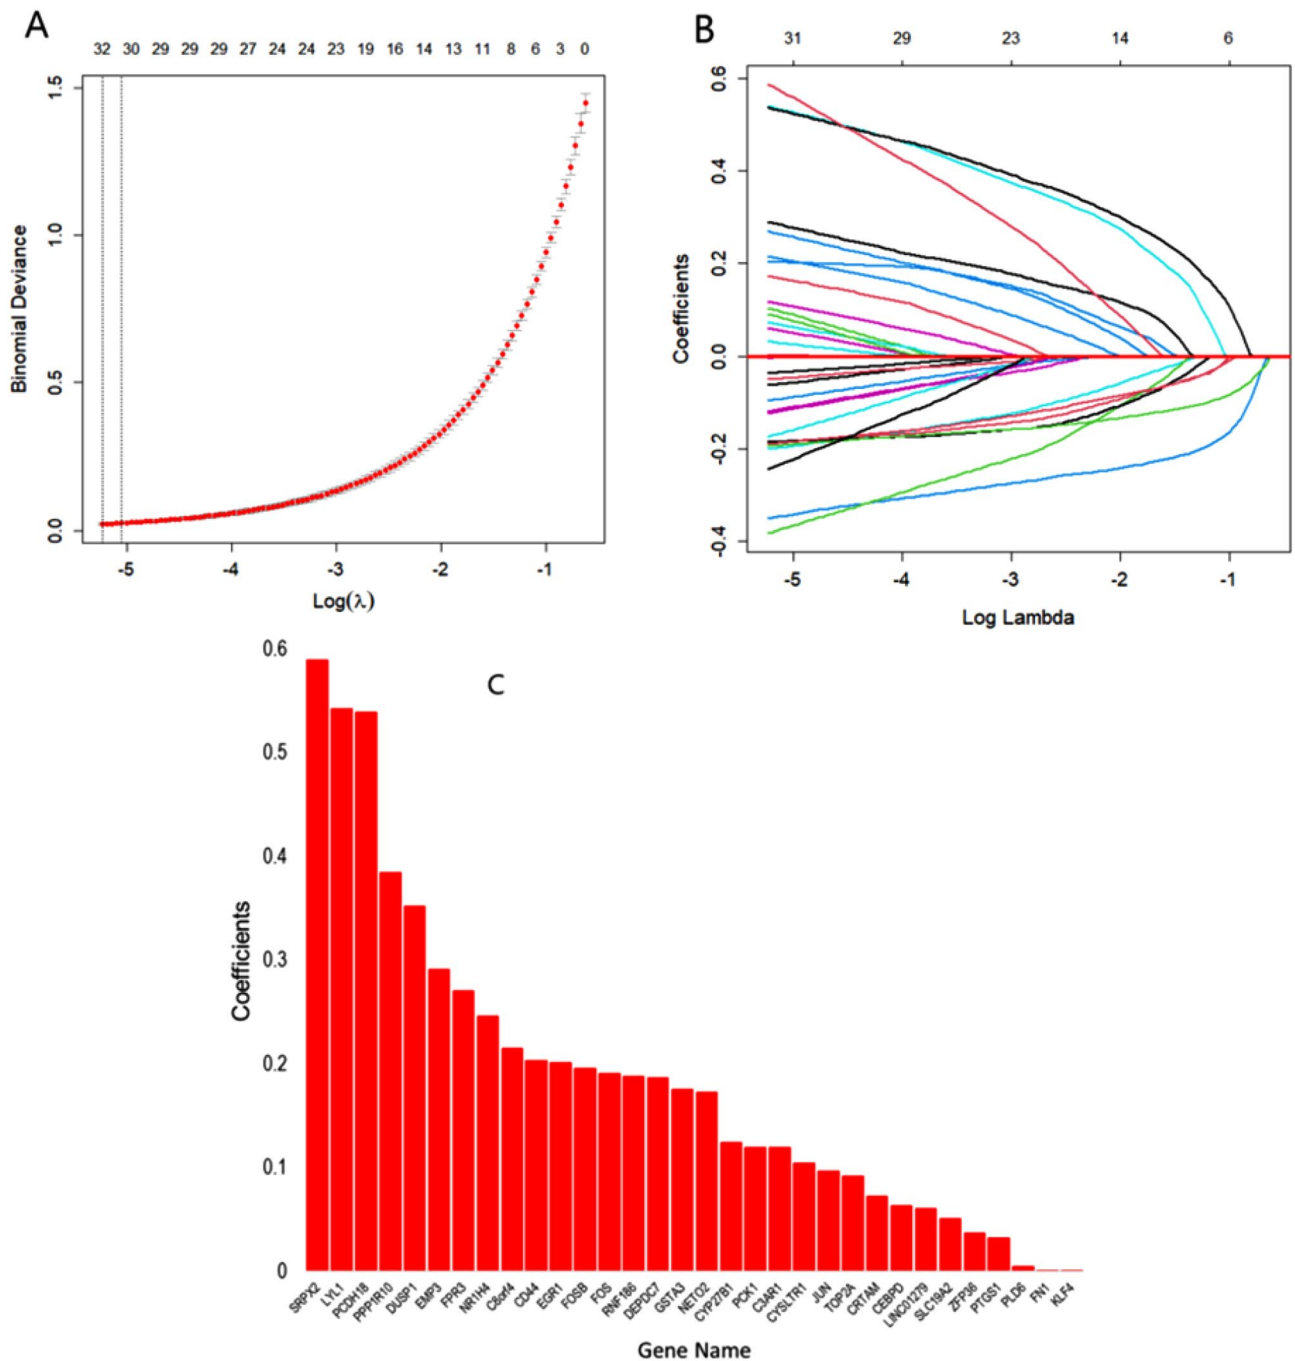 A
32 30 29 29 29 27 24 24 23 19 16 14 13 11 8 6 3 0
1.5
1.0
0.5
0.0
Binomial Deviance
-5 -4 -3 -2 -1
Log(λ)
B
31 29 23 14 6
0.6
0.4
0.2
0.0
-0.2
-0.4
Coefficients
-5 -4 -3 -2 -1
Log Lambda
C
0.6
0.5
0.4
0.3
0.2
0.1
0
Coefficients
SRPX2 LYL1 PCDH18 PPP1R10 DUSP1 EMP3 FPR3 NR1H4 C8orf4 CD44 EGR1 FOSB FOS RNF186 DEPDC7 GSTA3 NETO2 CYP27B1 PCK1 C3AR1 CYSLTR1 JUN TOP2A CRTAM CEBPD LINC01279 SLC19A2 ZFP36 PTGS1 PLD6 FN1 KLF4
Gene Name